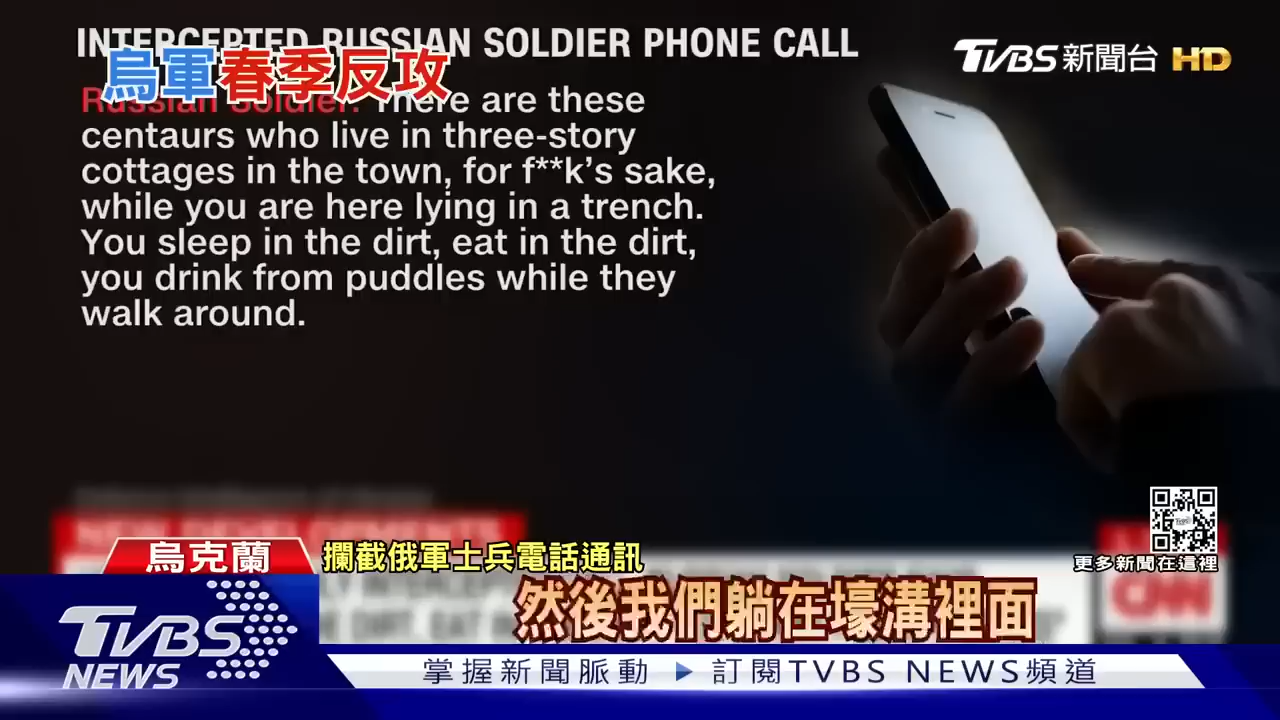 INTERCEPTED RUSSIAN SOLDIER PHONE CALL
烏軍春季反攻
TVBS新聞台 HD
Russian Soldier: There are these
centaurs who live in three-story
cottages in the town, for f**k's sake,
while you are here lying in a trench.
You sleep in the dirt, eat in the dirt,
you drink from puddles while they
walk around.
NEW DEVELOPMENTS
更多新聞在這裡
烏克蘭
攔截俄軍士兵電話通訊
然後我們躺在壕溝裡面
TVBS
NEWS
掌握新聞脈動 ▶ 訂閱TVBS NEWS頻道